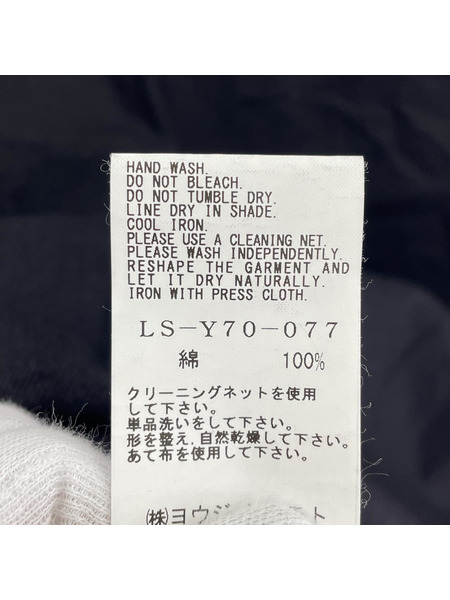 HAND WASH.
DO NOT BLEACH.
DO NOT TUMBLE DRY.
LINE DRY IN SHADE.
COOL IRON.
PLEASE USE A CLEANING NET.
PLEASE WASH INDEPENDENTLY.
RESHAPE THE GARMENT AND
LET IT DRY NATURALLY.
IRON WITH PRESS CLOTH.
LS-Y70-077
綿 100%
クリーニングネットを使用
して下さい。
単品洗いをして下さい。
形を整え,自然乾燥して下さい。
あて布を使用して下さい。
㈱ヨウジ